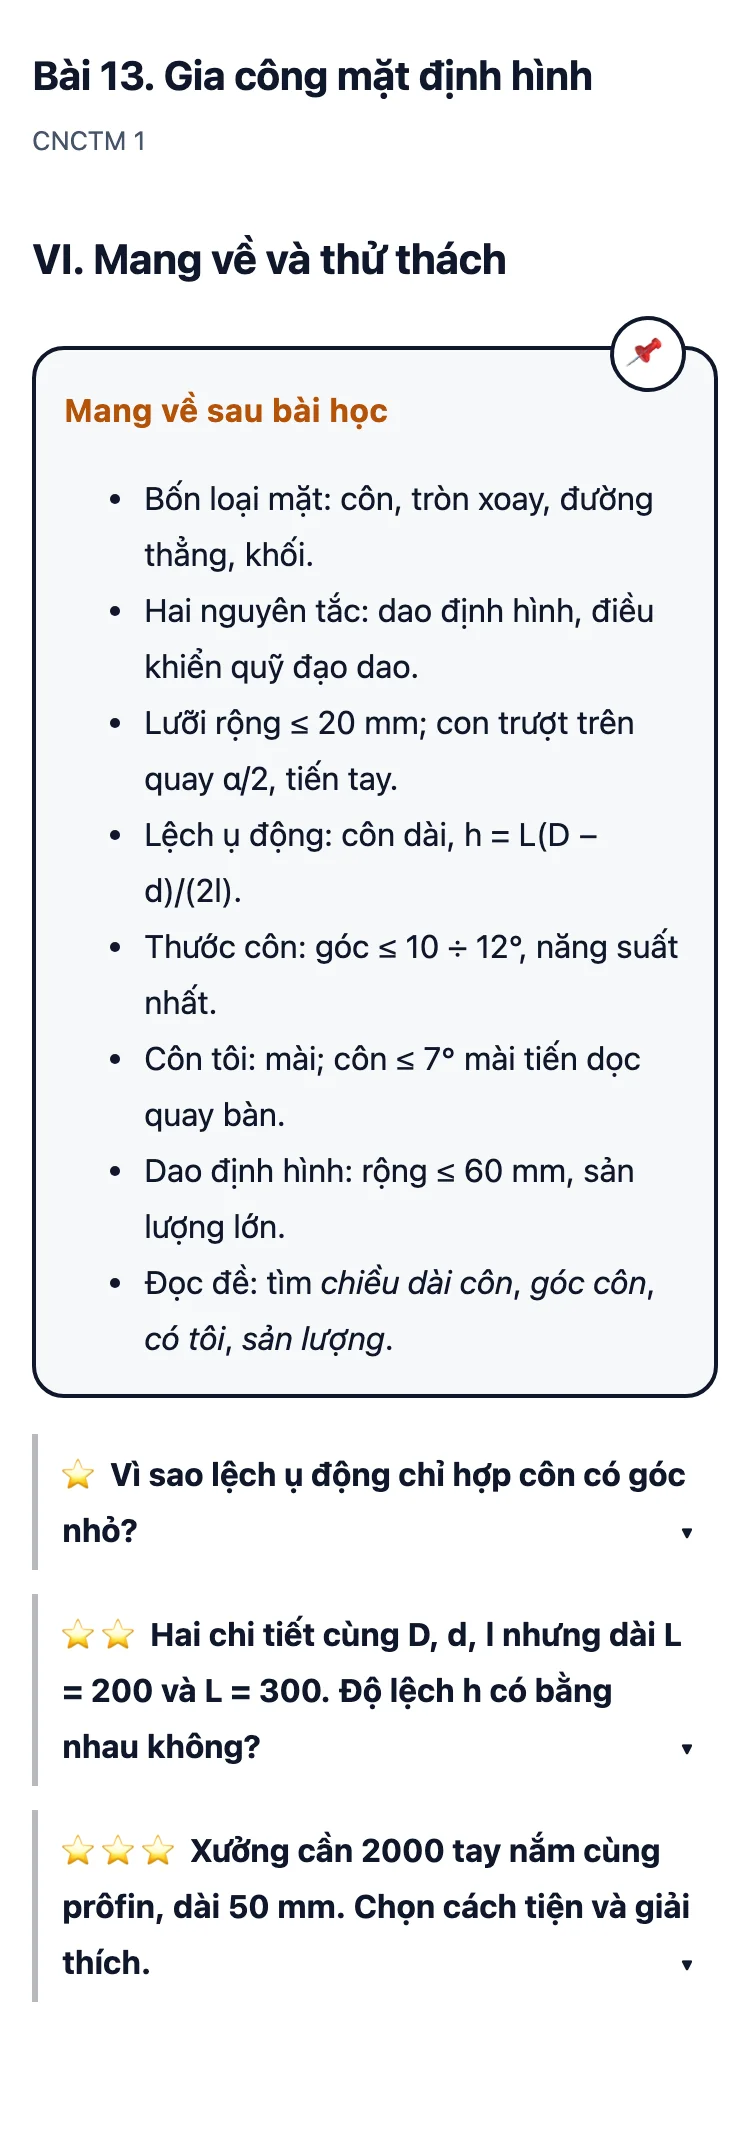 Bài 13. Gia công mặt định hình
CNCTM 1
VI. Mang về và thử thách
Mang về sau bài học
• Bốn loại mặt: côn, tròn xoay, đường
thẳng, khối.
• Hai nguyên tắc: dao định hình, điều
khiển quỹ đạo dao.
• Lưỡi rộng ≤ 20 mm; con trượt trên
quay α/2, tiến tay.
• Lệch ụ động: côn dài, h = L(D −
d)/(2l).
• Thước côn: góc ≤ 10 ÷ 12°, năng suất
nhất.
• Côn tôi: mài; côn ≤ 7° mài tiến dọc
quay bàn.
• Dao định hình: rộng ≤ 60 mm, sản
lượng lớn.
• Đọc đề: tìm chiều dài côn, góc côn,
có tôi, sản lượng.
⭐ Vì sao lệch ụ động chỉ hợp côn có góc
nhỏ? ▼
⭐⭐ Hai chi tiết cùng D, d, l nhưng dài L
= 200 và L = 300. Độ lệch h có bằng
nhau không? ▼
⭐⭐⭐ Xưởng cần 2000 tay nắm cùng
prôfin, dài 50 mm. Chọn cách tiện và giải
thích. ▼